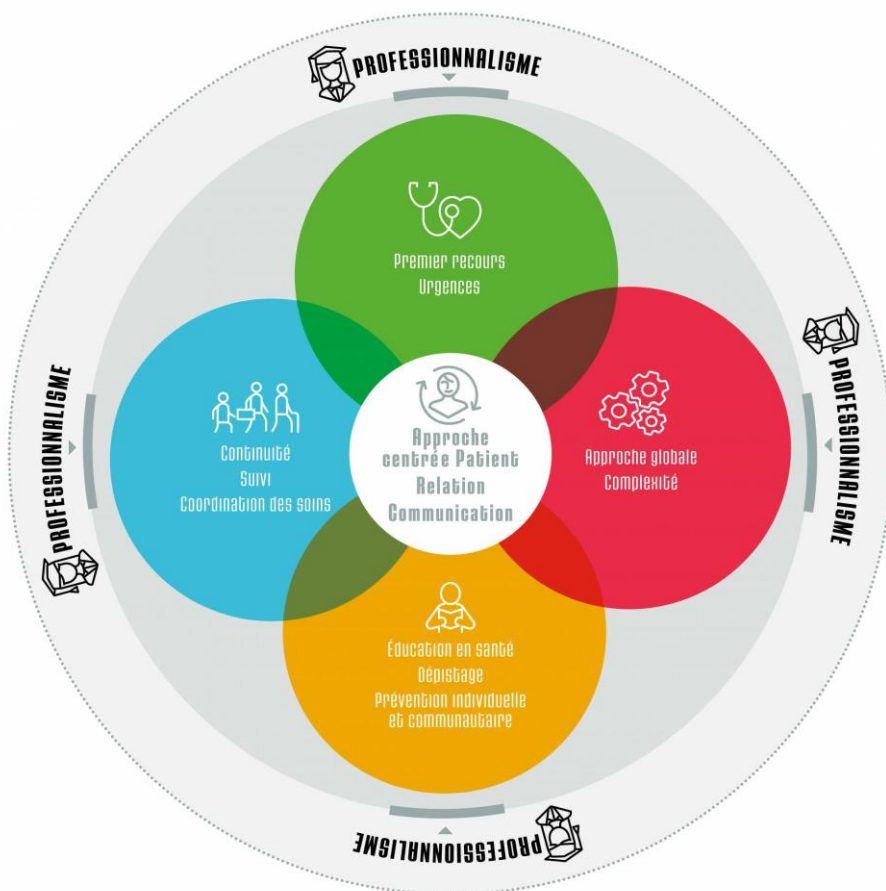 PROFESSIONNALISME
Premier recours
Urgences
PROFESSIONNALISME
Continuité
Suivi
Coordination des soins
Approche
centrée Patient
Relation
Communication
Approche globale
Complexité
PROFESSIONNALISME
Éducation en santé
Dépistage
Prévention individuelle
et communautaire
PROFESSIONNALISME